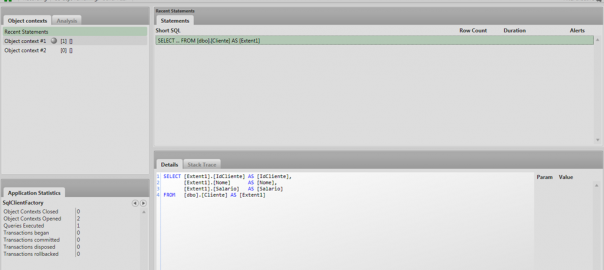 Recent Statements
Object contexts Analysis
Recent Statements
Object context #1 [1] []
Object context #2 [0] []
Statements
Short SQL Row Count Duration Alerts
SELECT ... FROM [dbo].[Cliente] AS [Extent1]
Details Stack Trace
1 SELECT [Extent1].[IdCliente] AS [IdCliente],
2 [Extent1].[Nome] AS [Nome],
3 [Extent1].[Salario] AS [Salario]
4 FROM [dbo].[Cliente] AS [Extent1]
Param Value
Application Statistics
SqlClientFactory
Object Contexts Closed 0
Object Contexts Opened 2
Queries Executed 1
Transactions began 0
Transactions committed 0
Transactions disposed 0
Transactions rollbacked 0